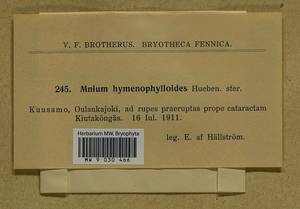 V. F. BROTHERUS. BRYOTHECA FENNICA.
245. Mnium hymenophylloides Hueben. ster.
Kuusamo, Oulankajoki, ad rupes praeruptas prope cataractam
Kiutaköngäs. 16 Iul. 1911.
leg. E. af Hällström.
Herbarium MW, Bryophyta
MW 9 030 466